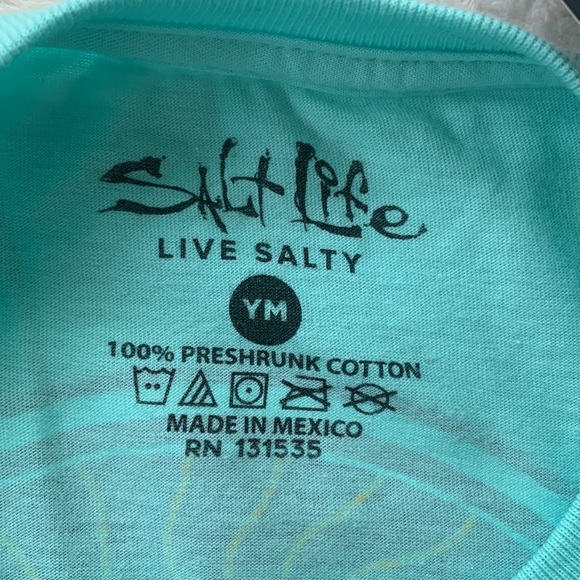 Salt Life
LIVE SALTY
YM
100% PRESHRUNK COTTON
MADE IN MEXICO
RN 131535